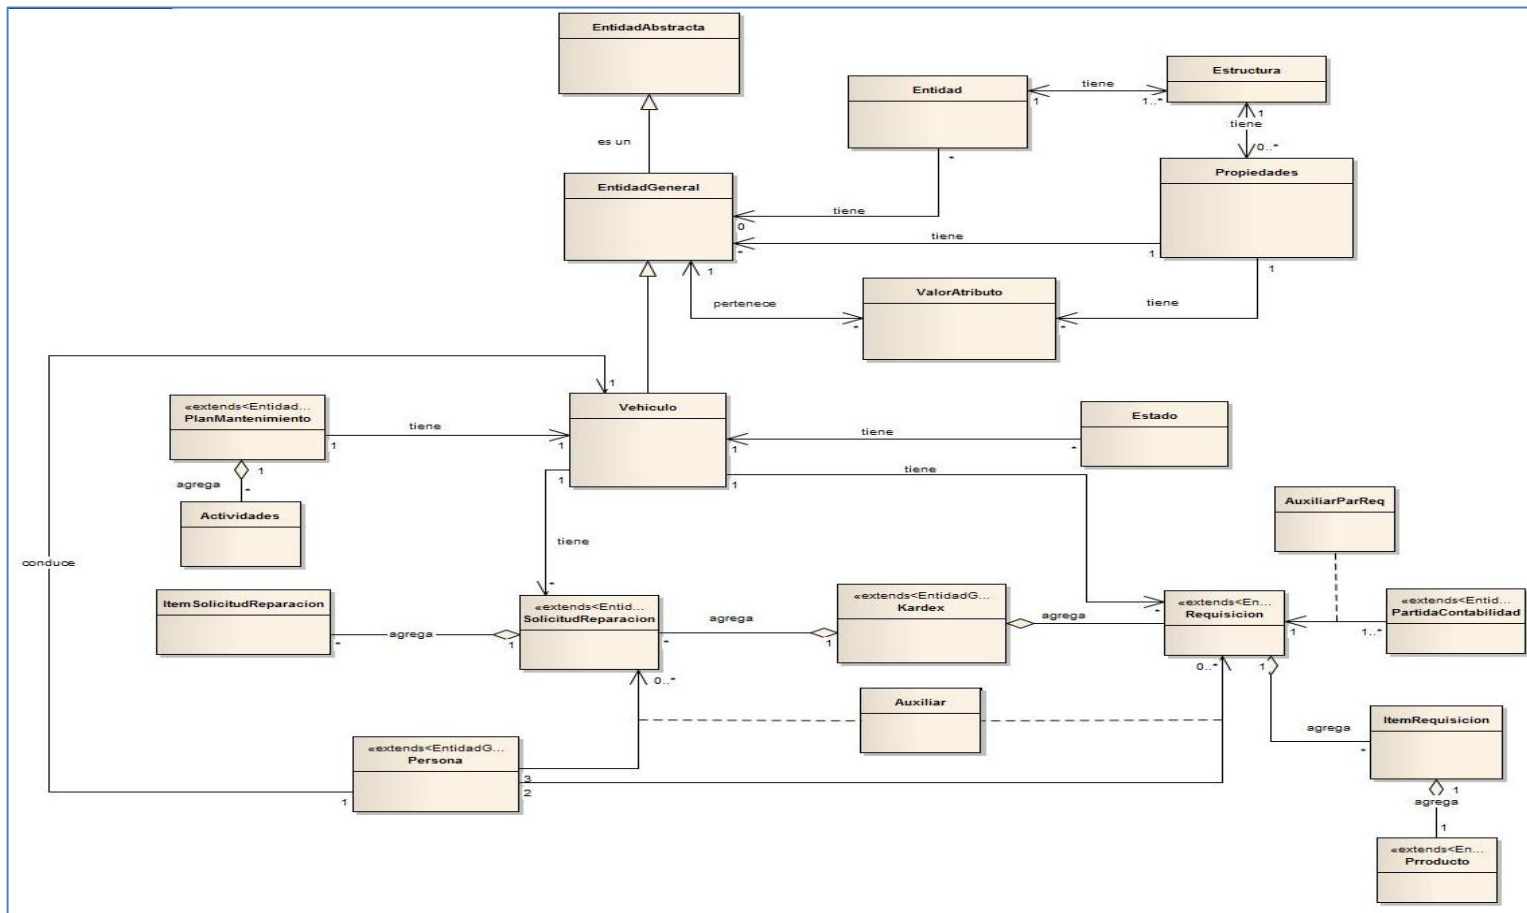 EntidadAbstracta
Entidad
tiene
1
1..*
Estructura
1
tiene
0..*
es un
*
Propiedades
EntidadGeneral
tiene
0
tiene
*
1
1
1
pertenece
*
ValorAtributo
tiene
*
1
«extends<Entidad...
PlanMantenimiento
1
tiene
1
Vehiculo
Estado
tiene
1
*
1
agrega
*
Actividades
1
tiene
1
tiene
*
*
AuxiliarParReq
conduce
ItemSolicitudReparacion
*
agrega
1
«extends<Entid...
SolicitudReparacion
*
agrega
1
«extends<EntidadG...
Kardex
agrega
«extends<En...
Requisicion
1
1..*
«extends<Entid...
PartidaContabilidad
0..*
0..*
1
Auxiliar
agrega
*
ItemRequisicion
«extends<EntidadG...
Persona
3
2
1
1
agrega
1
«extends<En...
Prroducto